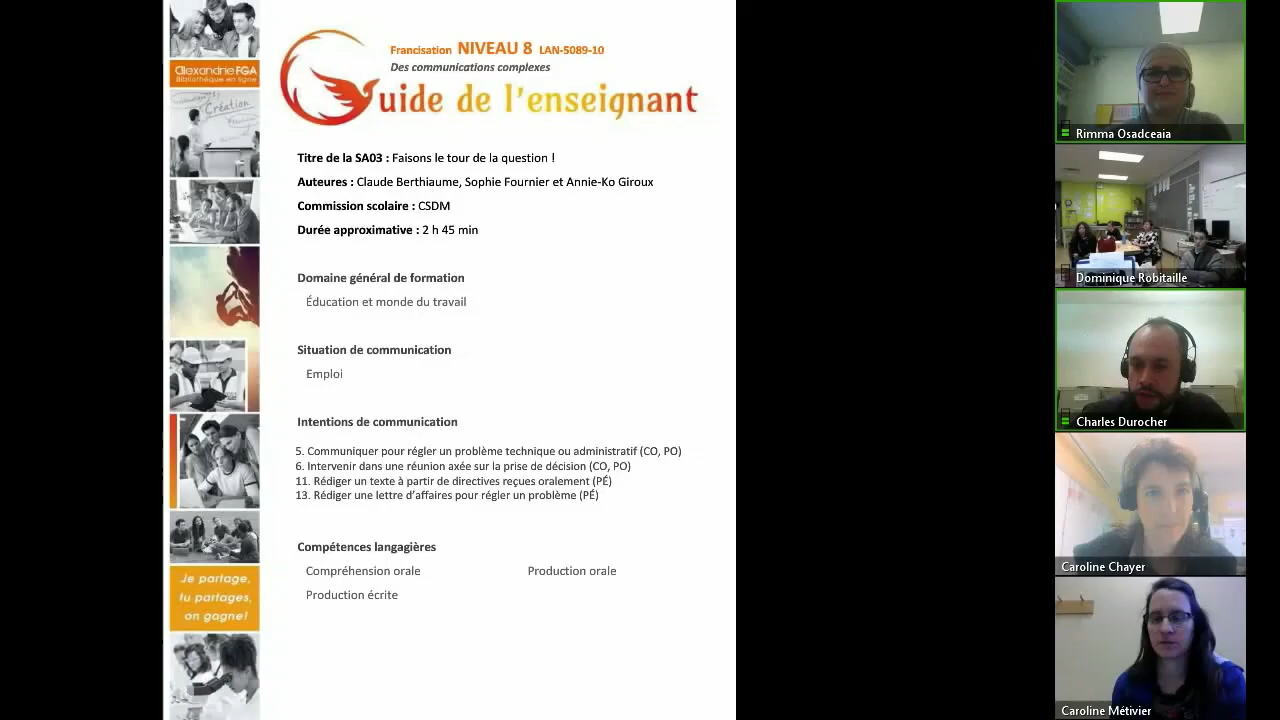 Francisation NIVEAU 8 LAN-5089-10
Des communications complexes
Guide de l'enseignant
AlexandrieFGA
Bibliothèque en ligne
Création
Titre de la SA03 : Faisons le tour de la question !
Auteures : Claude Berthiaume, Sophie Fournier et Annie-Ko Giroux
Commission scolaire : CSDM
Durée approximative : 2 h 45 min
Domaine général de formation
Éducation et monde du travail
Situation de communication
Emploi
Intentions de communication
5. Communiquer pour régler un problème technique ou administratif (CO, PO)
6. Intervenir dans une réunion axée sur la prise de décision (CO, PO)
11. Rédiger un texte à partir de directives reçues oralement (PÉ)
13. Rédiger une lettre d'affaires pour régler un problème (PÉ)
Compétences langagières
Compréhension orale
Production orale
Production écrite
Je partage,
tu partages,
on gagne!
Rimma Osadceaia
Dominique Robitaille
Charles Durocher
Caroline Chayer
Caroline Métivier